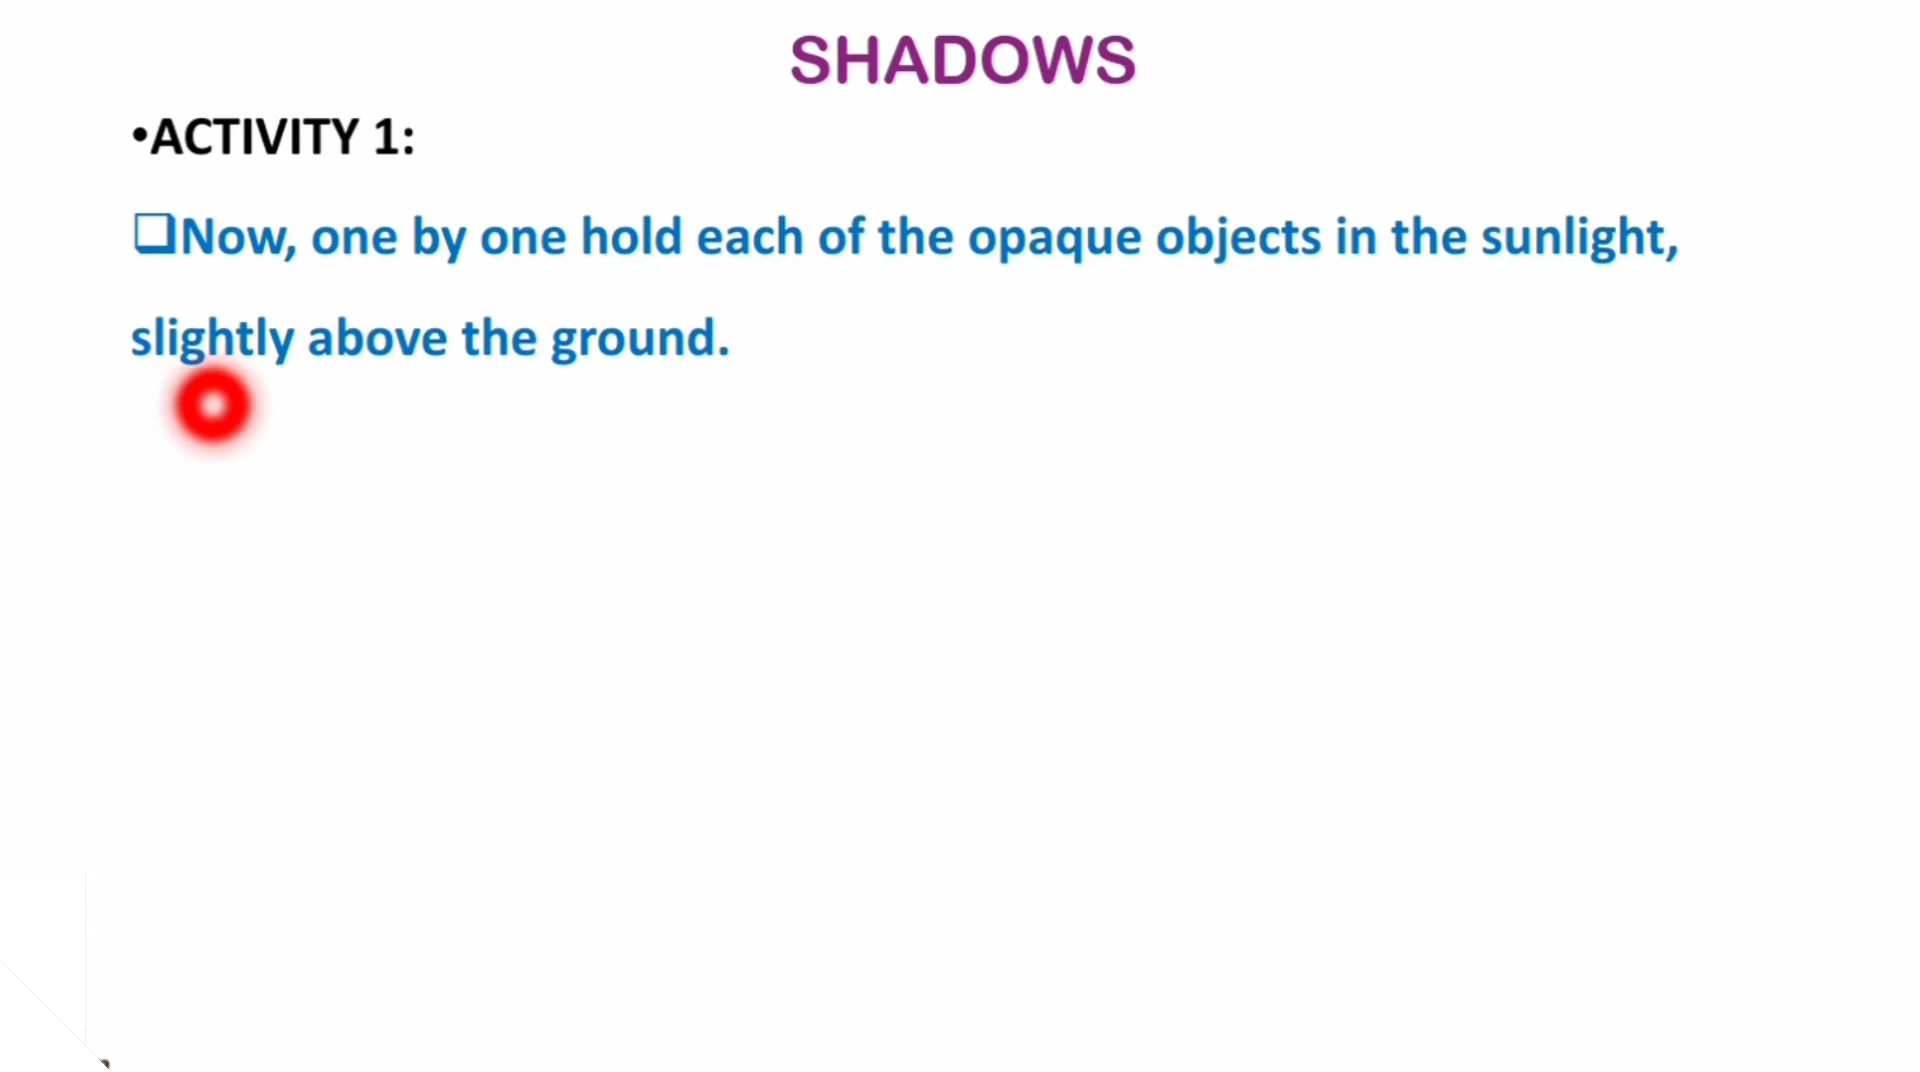 SHADOWS
•ACTIVITY 1:
❑Now, one by one hold each of the opaque objects in the sunlight,
slightly above the ground.